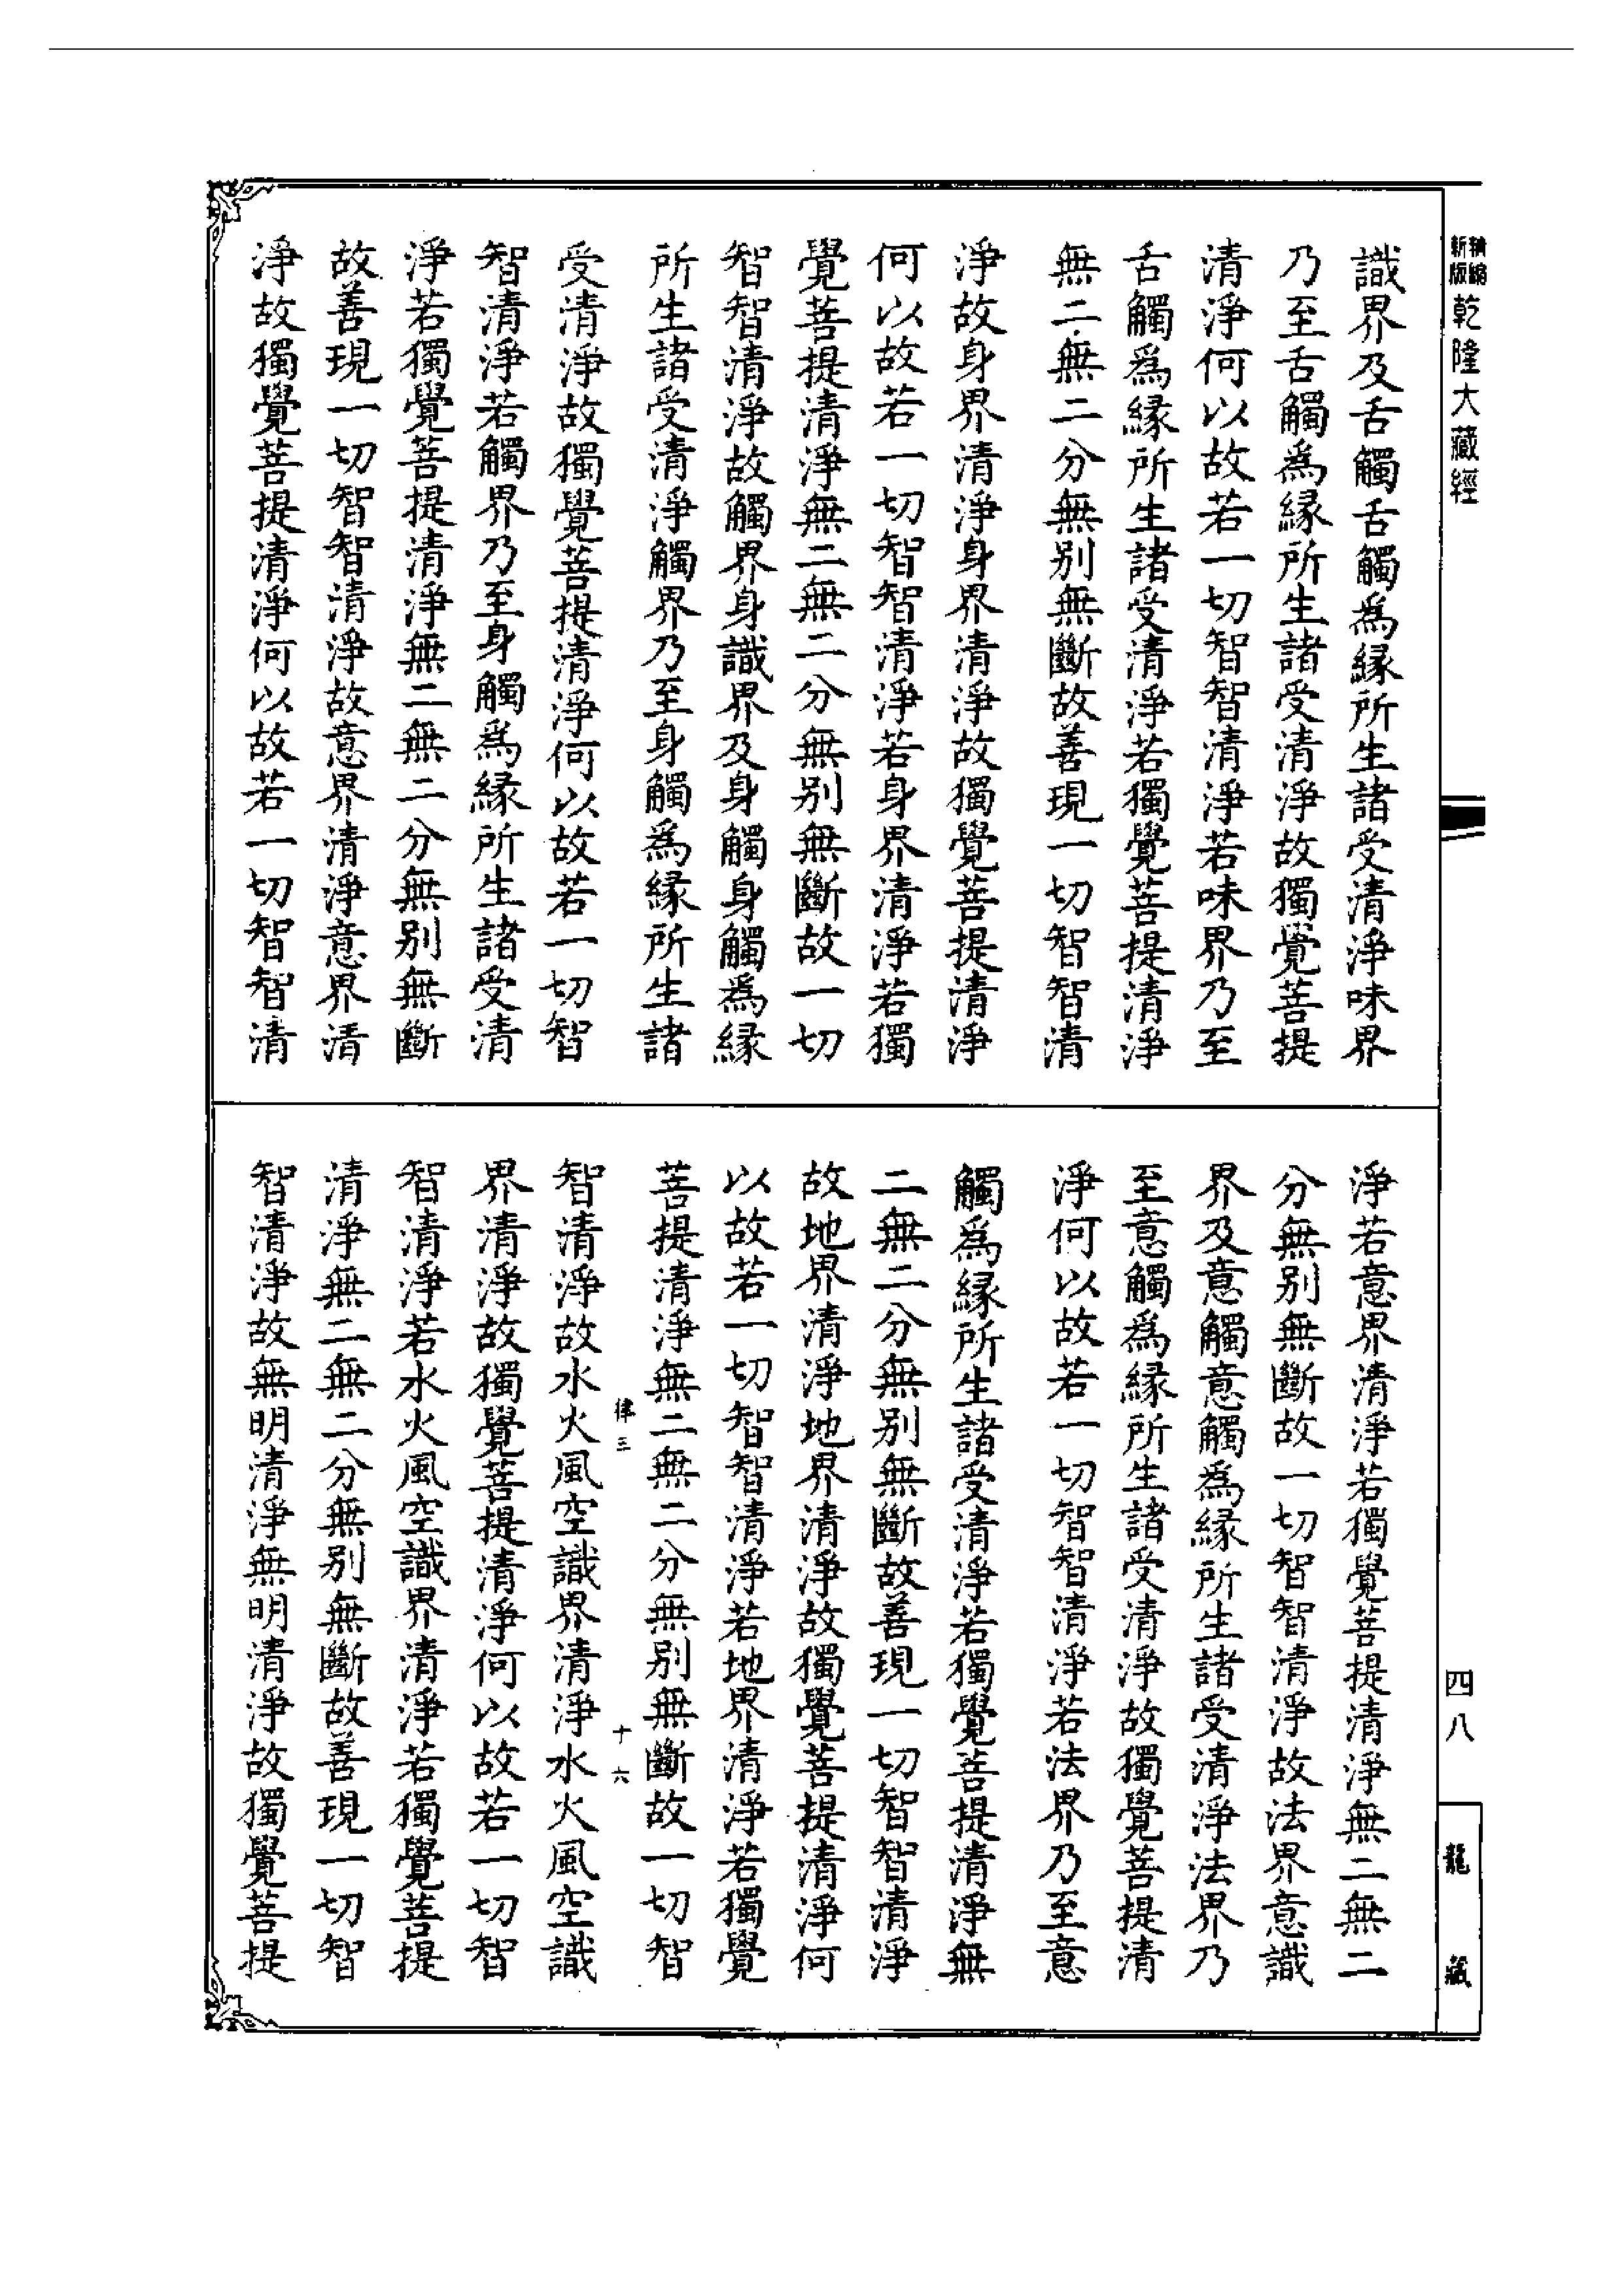 精縮新版乾隆大藏經
識界及舌觸舌觸爲緣所生諸受清淨味界
乃至舌觸爲緣所生諸受清淨故獨覺菩提
清淨何以故若一切智智清淨若味界乃至
舌觸爲緣所生諸受清淨若獨覺菩提清淨
無二無二分無別無斷故善現一切智智清
淨故身界清淨身界清淨故獨覺菩提清淨
何以故若一切智智清淨若身界清淨若獨
覺菩提清淨無二無二分無別無斷故一切
智智清淨故觸界身識界及身觸身觸爲緣
所生諸受清淨觸界乃至身觸爲緣所生諸
受清淨故獨覺菩提清淨何以故若一切智
智清淨若觸界乃至身觸爲緣所生諸受清
淨若獨覺菩提清淨無二無二分無別無斷
故善現一切智智清淨故意界清淨意界清
淨故獨覺菩提清淨何以故若一切智智清
淨若意界清淨若獨覺菩提清淨無二無二
分無別無斷故一切智智清淨故法界意識
界及意觸意觸爲緣所生諸受清淨法界乃
至意觸爲緣所生諸受清淨故獨覺菩提清
淨何以故若一切智智清淨若法界乃至意
觸爲緣所生諸受清淨若獨覺菩提清淨無
二無二分無別無斷故善現一切智智清淨
故地界清淨地界清淨故獨覺菩提清淨何
以故若一切智智清淨若地界清淨若獨覺
菩提清淨無二無二分無別無斷故一切智
律三 十六
智清淨故水火風空識界清淨水火風空識
界清淨故獨覺菩提清淨何以故若一切智
智清淨若水火風空識界清淨若獨覺菩提
清淨無二無二分無別無斷故善現一切智
智清淨故無明清淨無明清淨故獨覺菩提
四八
龍藏